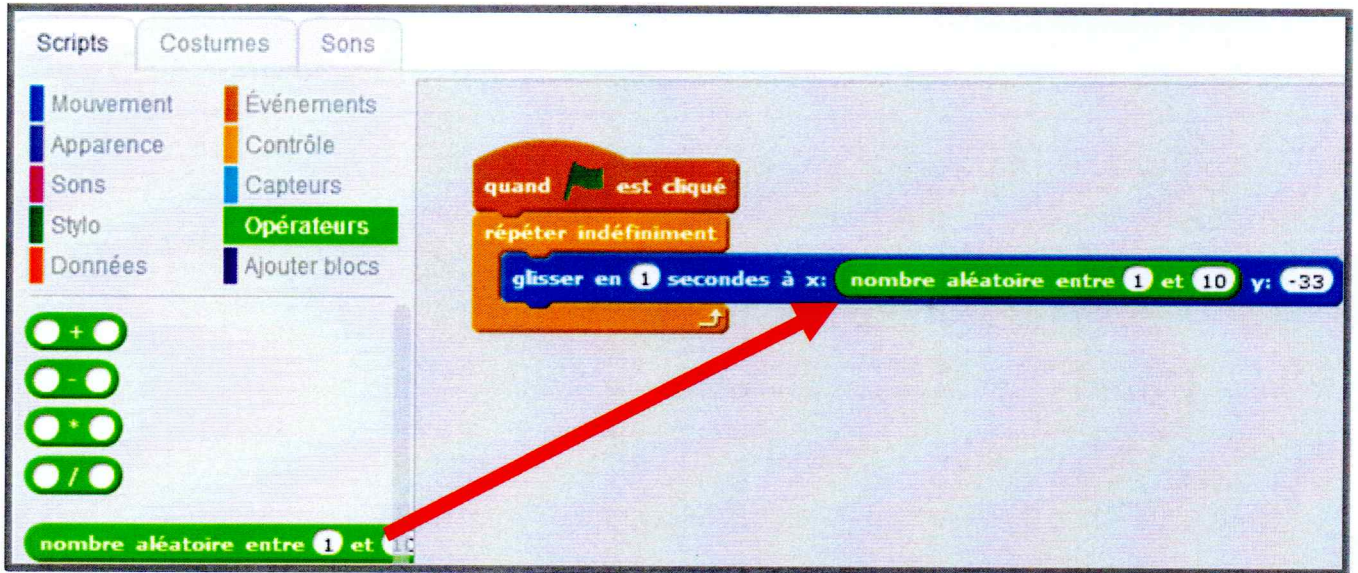 Scripts Costumes Sons
Mouvement Événements
Apparence Contrôle
Sons Capteurs
Stylo Opérateurs
Données Ajouter blocs
+
-
*
/
nombre aléatoire entre 1 et 10
quand est cliqué
répéter indéfiniment
glisser en 1 secondes à x: nombre aléatoire entre 1 et 10 y: -33